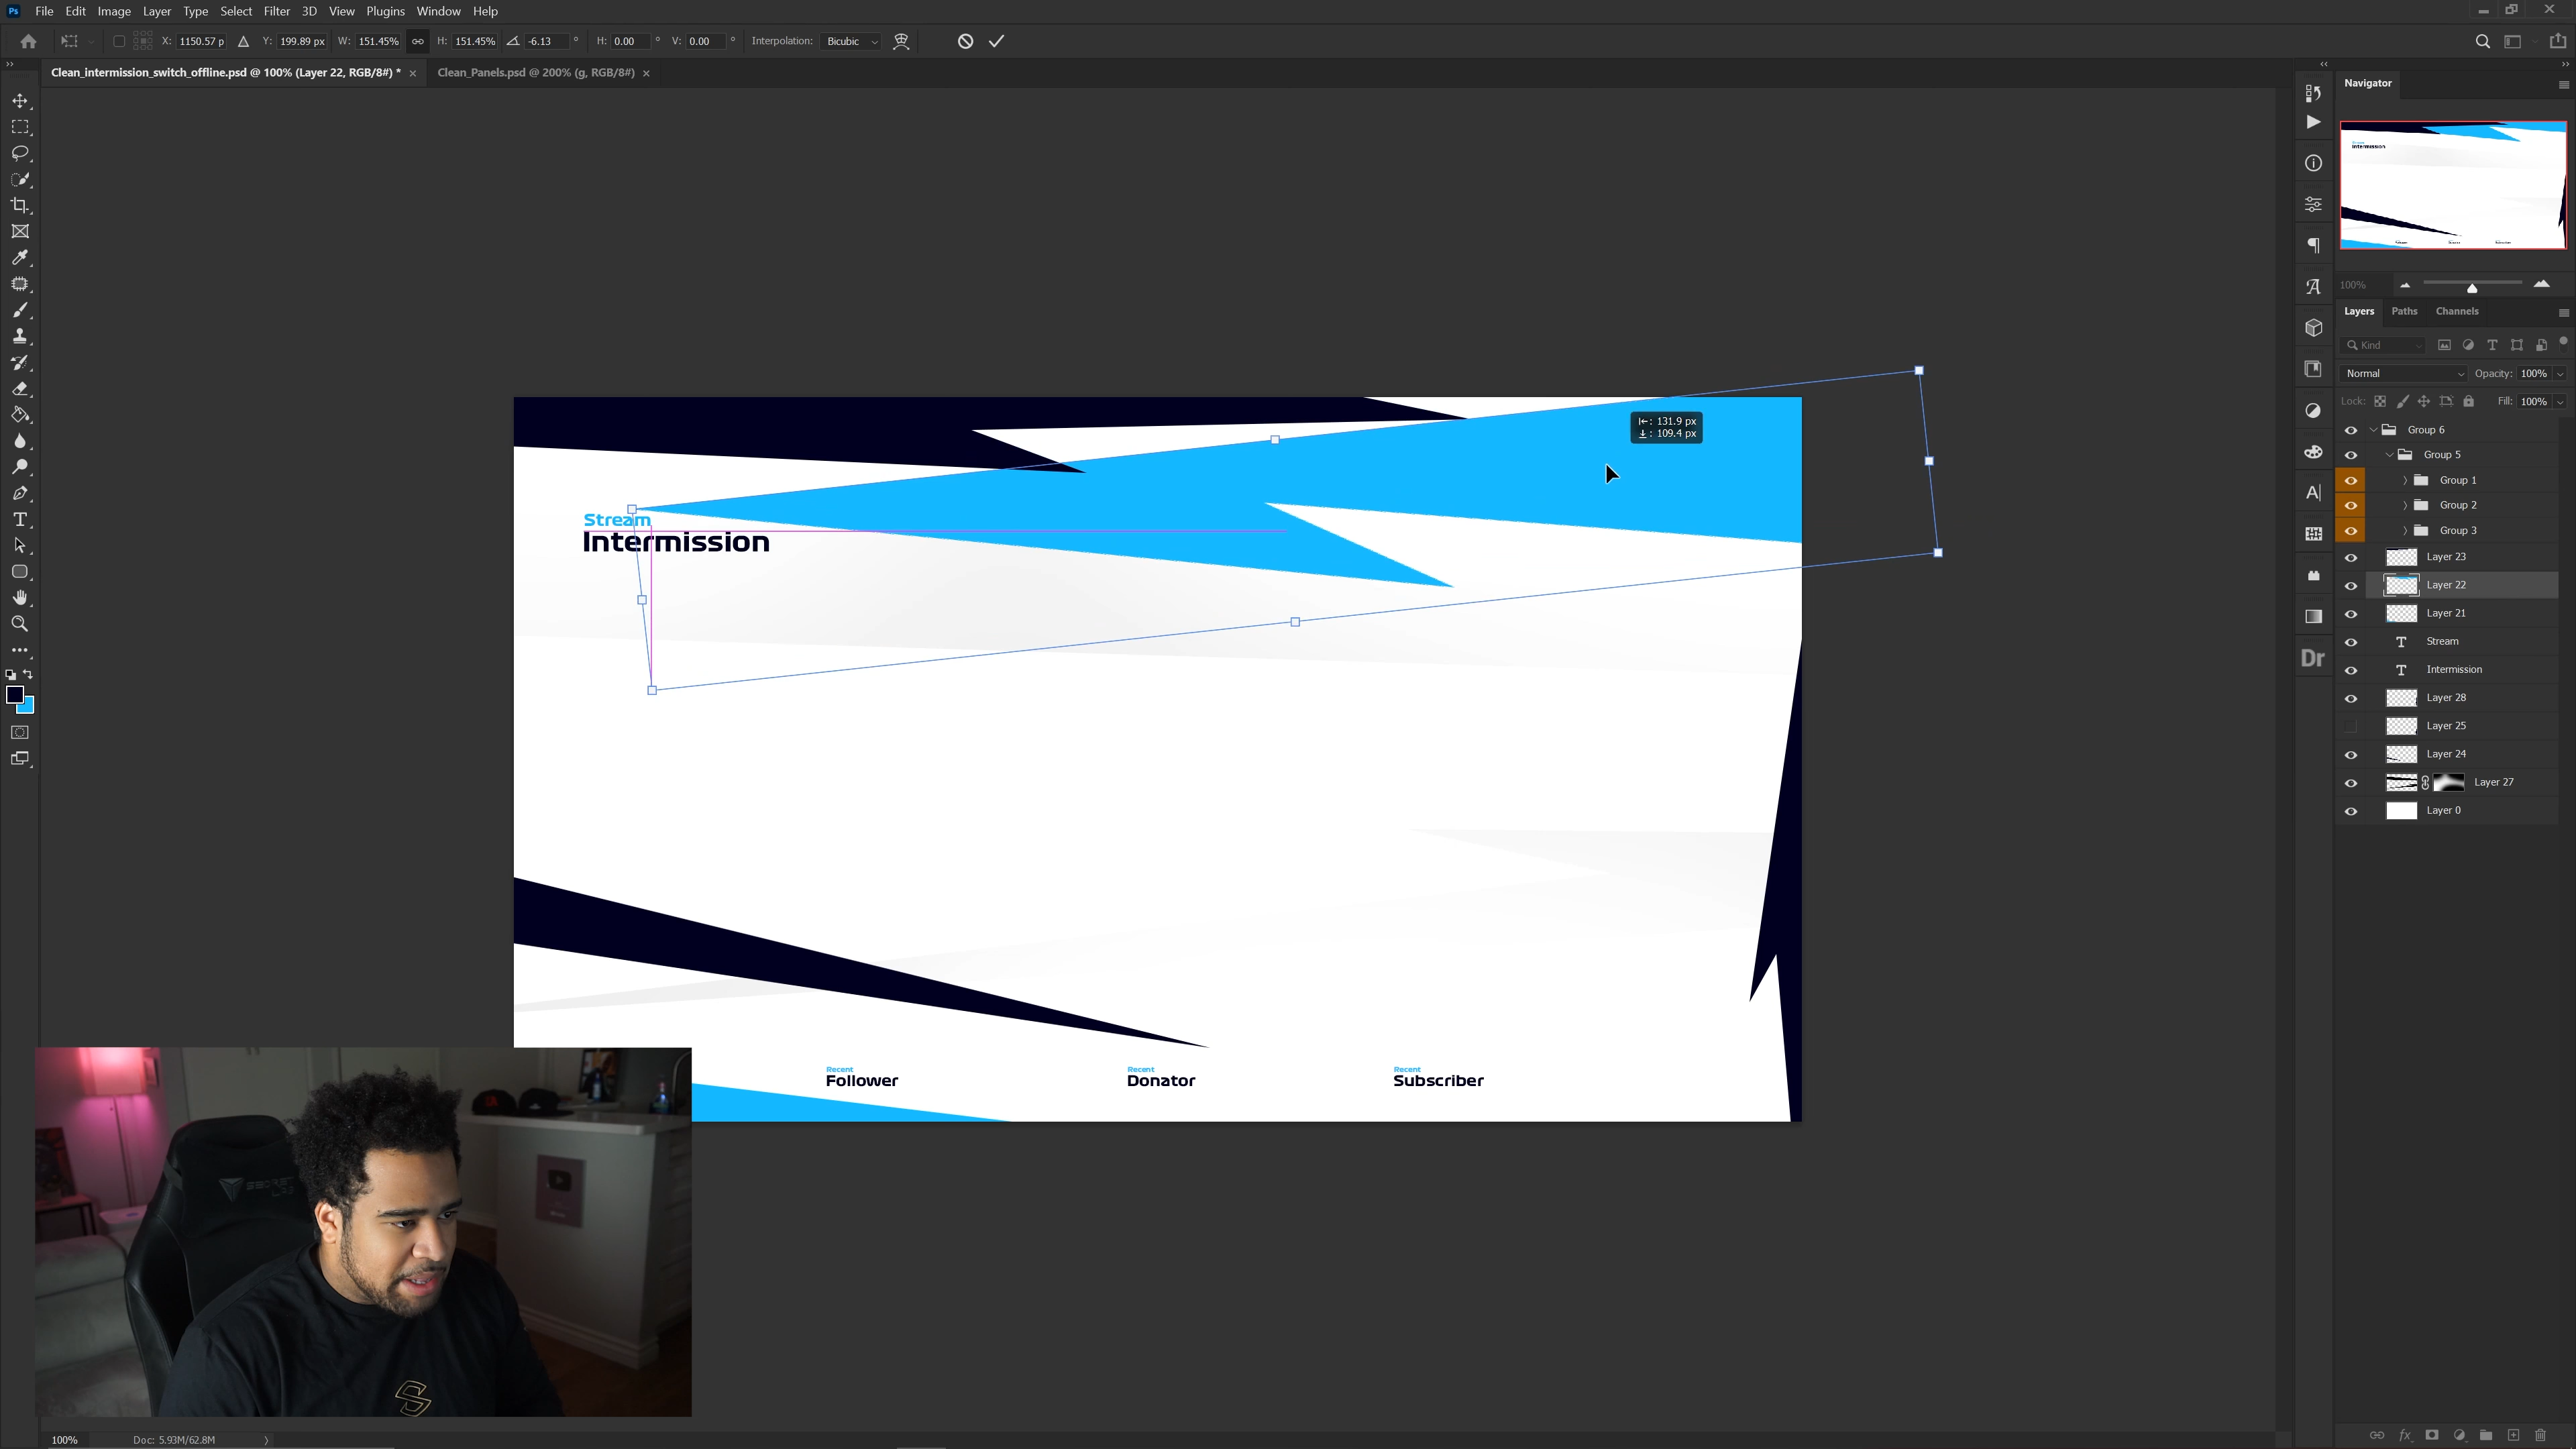 Ps File Edit Image Layer Type Select Filter 3D View Plugins Window Help
X: 1150.57 p Y: 199.89 px W: 151.45% H: 151.45% -6.13 ° H: 0.00 ° V: 0.00 ° Interpolation: Bicubic
Clean_intermission_switch_offline.psd @ 100% (Layer 22, RGB/8#) * × Clean_Panels.psd @ 200% (g, RGB/8#) ×
Navigator
100%
Layers Paths Channels
Kind
Normal Opacity: 100%
Lock: Fill: 100%
Group 6
Group 5
Group 1
Group 2
Group 3
Layer 23
Layer 22
Layer 21
Stream
Intermission
Layer 28
Layer 25
Layer 24
Layer 27
Layer 0
Dr
131.9 px
109.4 px
Stream
Intermission
Recent
Follower
Recent
Donator
Recent
Subscriber
100% Doc: 5.93M/62.8M